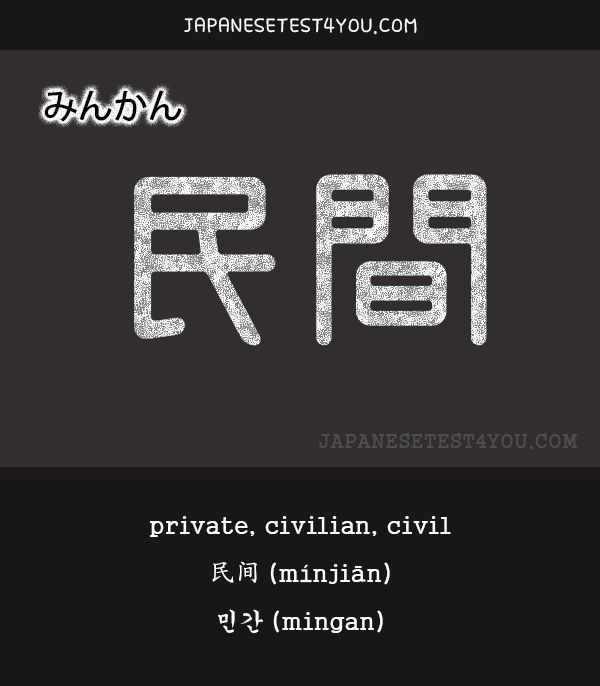 JAPANESETEST4YOU.COM
みんかん
民間
JAPANESETEST4YOU.COM
private, civilian, civil
民间 (mínjiān)
민간 (mingan)